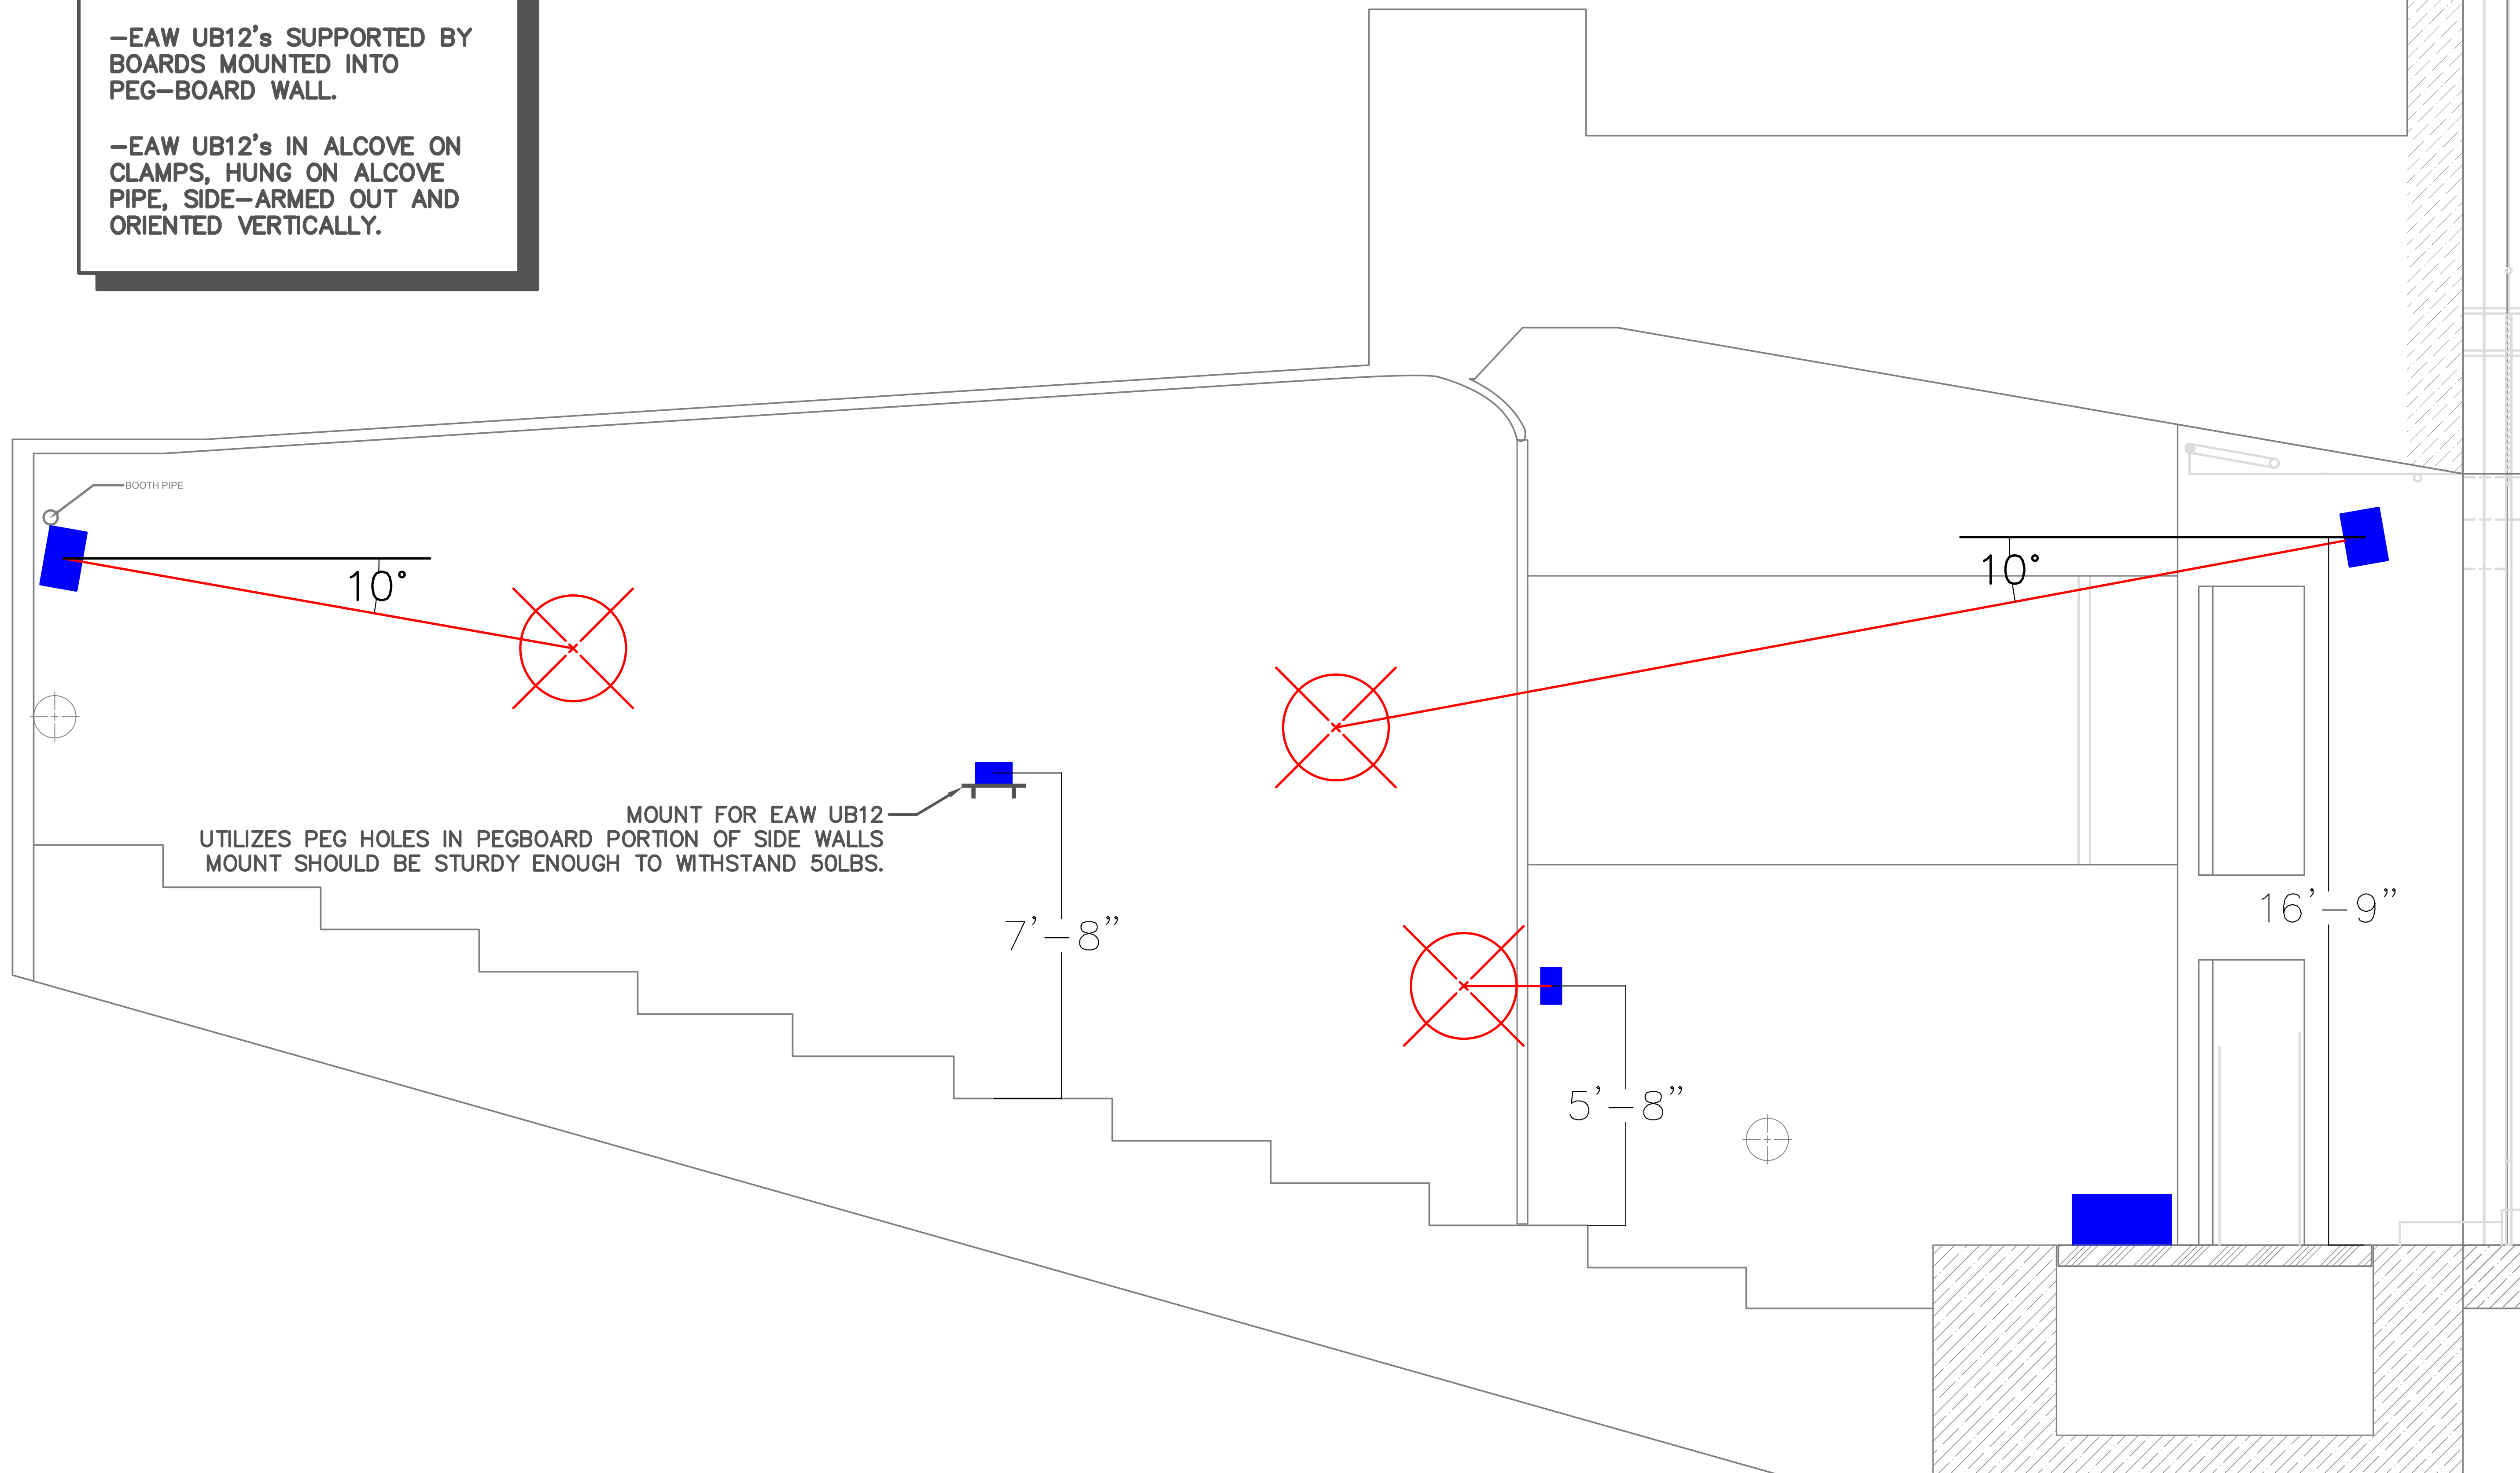 -EAW UB12's SUPPORTED BY
BOARDS MOUNTED INTO
PEG-BOARD WALL.
-EAW UB12's IN ALCOVE ON
CLAMPS, HUNG ON ALCOVE
PIPE, SIDE-ARMED OUT AND
ORIENTED VERTICALLY.
BOOTH PIPE
10°
10°
MOUNT FOR EAW UB12
UTILIZES PEG HOLES IN PEGBOARD PORTION OF SIDE WALLS
MOUNT SHOULD BE STURDY ENOUGH TO WITHSTAND 50LBS.
7'-8"
16'-9"
5'-8"